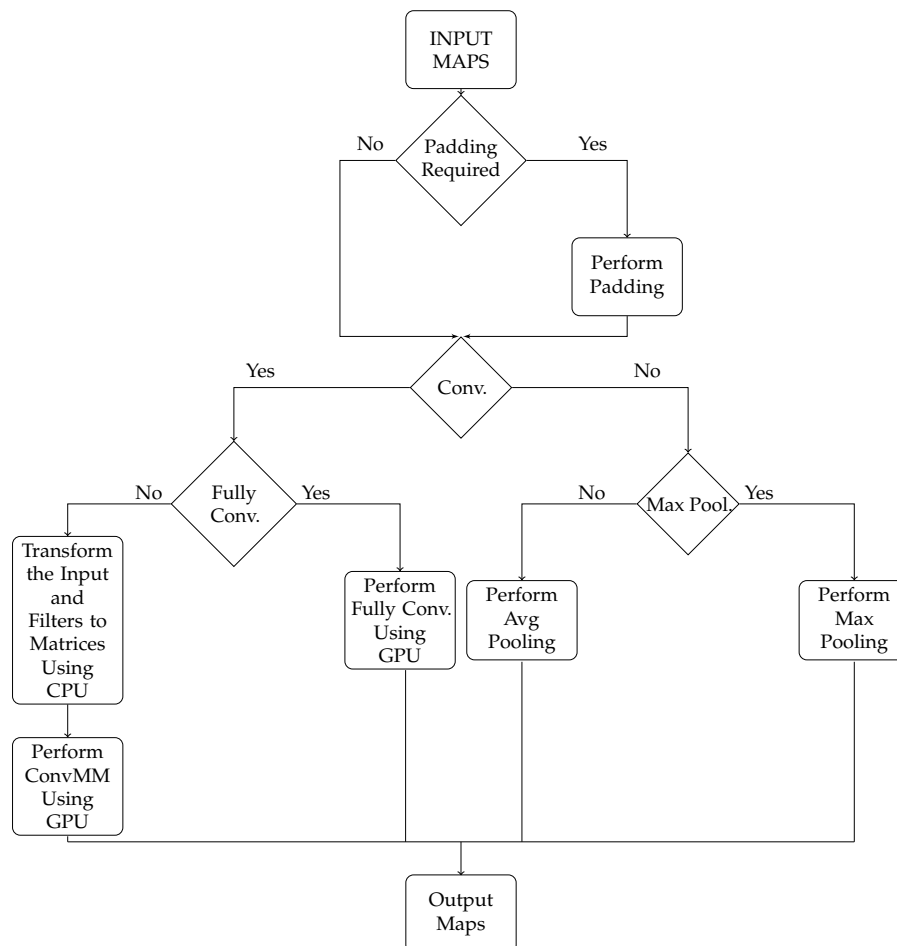 INPUT
MAPS
No
Padding
Required
Yes
Perform
Padding
Yes
Conv.
No
No
Fully
Conv.
Yes
No
Max Pool.
Yes
Transform
the Input
and
Filters to
Matrices
Using
CPU
Perform
Fully Conv.
Using
GPU
Perform
Avg
Pooling
Perform
Max
Pooling
Perform
ConvMM
Using
GPU
Output
Maps